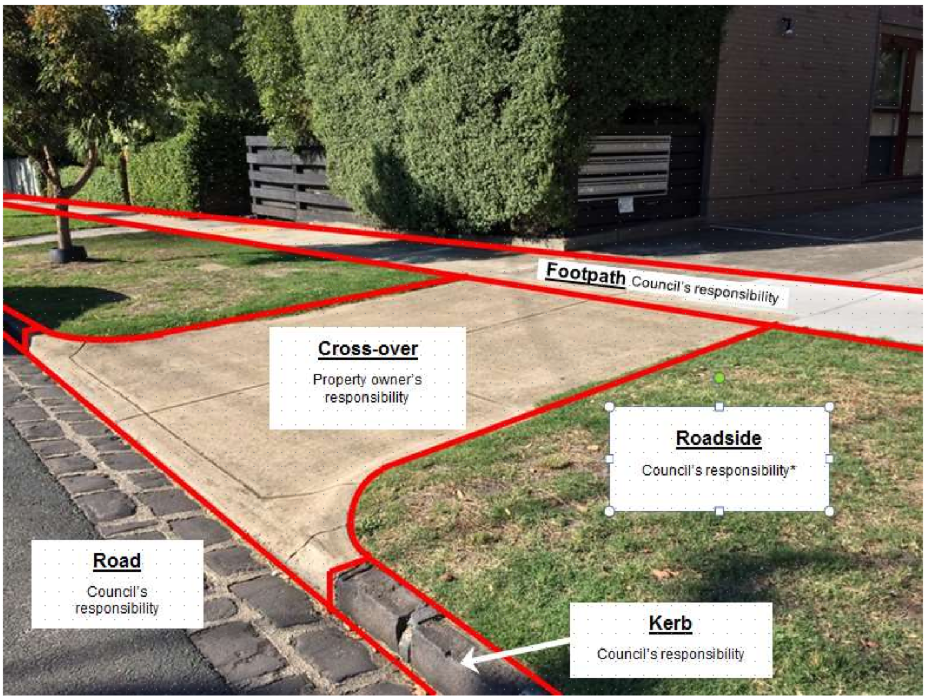 Footpath Council's responsibility
Cross-over
Property owner's
responsibility
Roadside
Council's responsibility*
Road
Council's
responsibility
Kerb
Council's responsibility